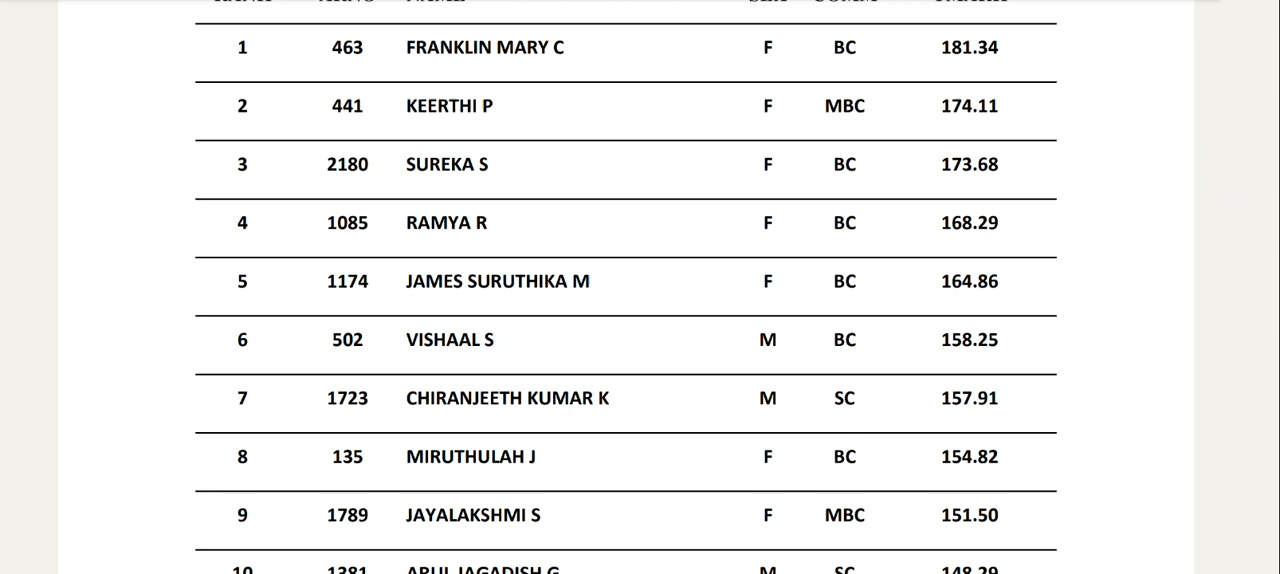 1 463 FRANKLIN MARY C F BC 181.34
2 441 KEERTHI P F MBC 174.11
3 2180 SUREKA S F BC 173.68
4 1085 RAMYA R F BC 168.29
5 1174 JAMES SURUTHIKA M F BC 164.86
6 502 VISHAAL S M BC 158.25
7 1723 CHIRANJEETH KUMAR K M SC 157.91
8 135 MIRUTHULAH J F BC 154.82
9 1789 JAYALAKSHMI S F MBC 151.50
10 1381 ARUL JAGADISH G M SC 148.29